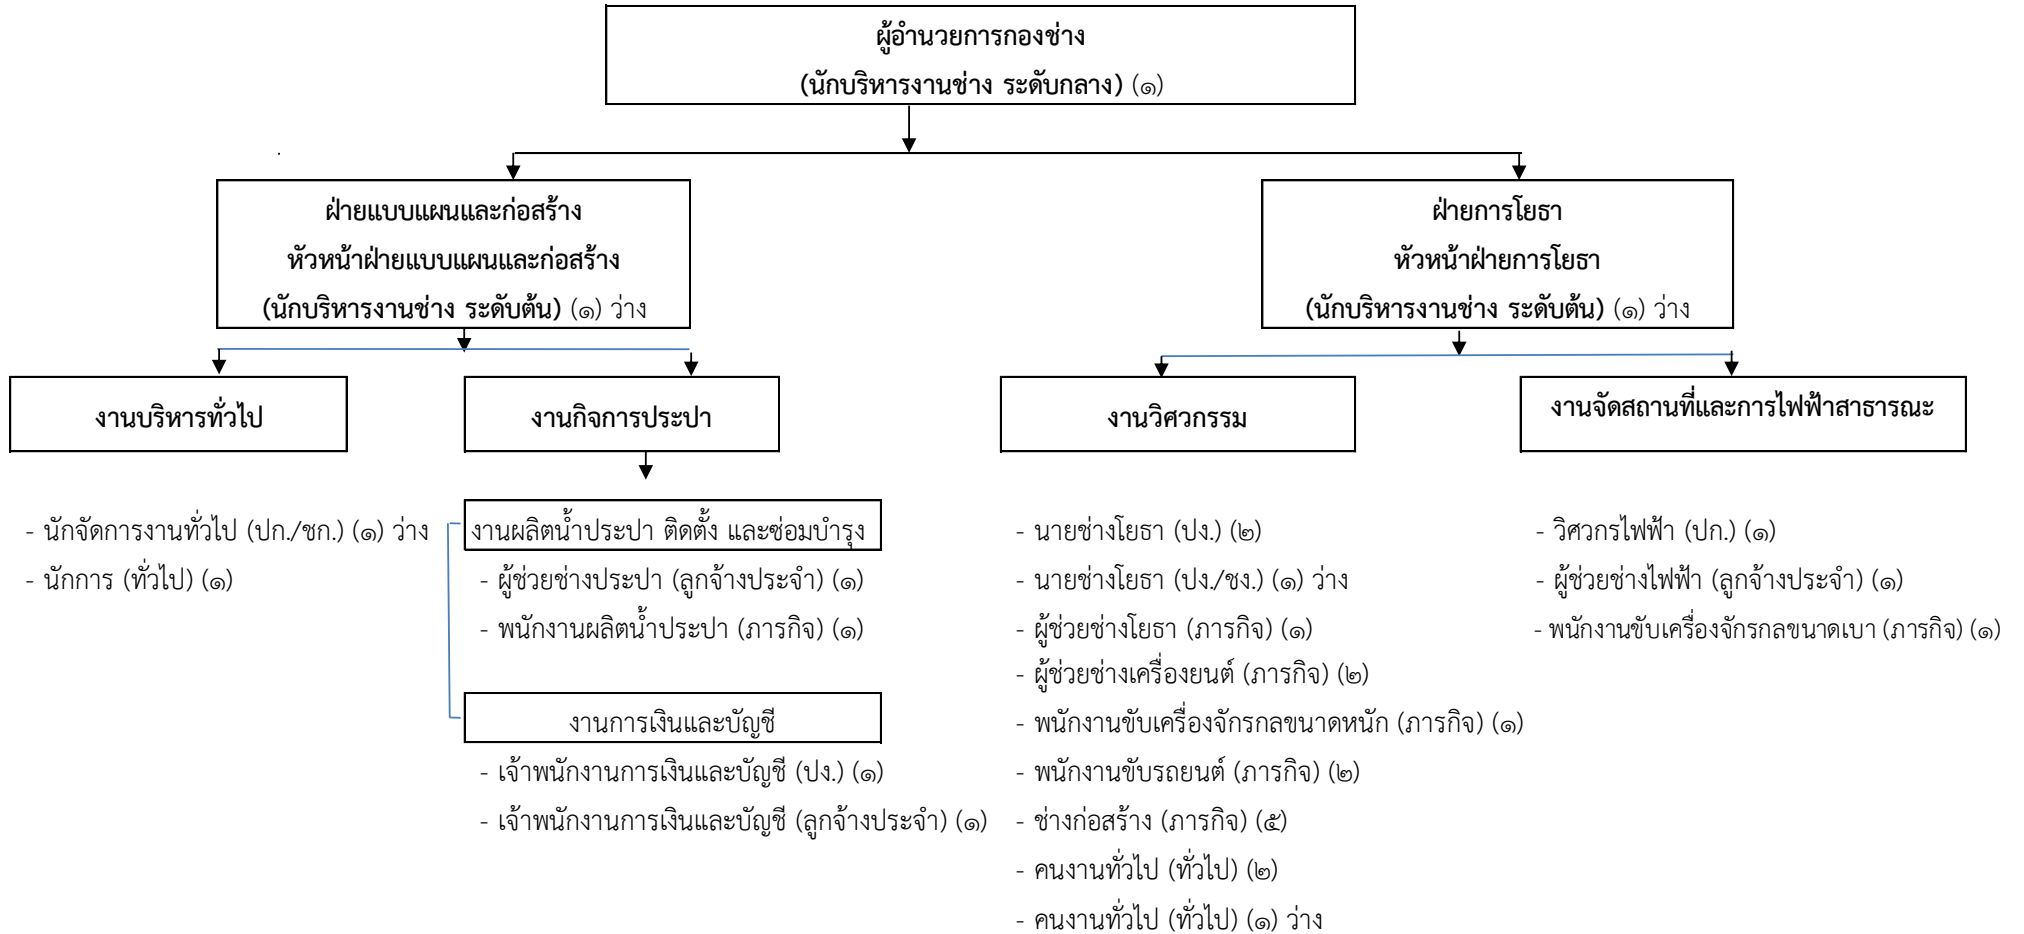 ผู้อำนวยการกองช่าง
(นักบริหารงานช่าง ระดับกลาง) (๑)
ฝ่ายแบบแผนและก่อสร้าง
หัวหน้าฝ่ายแบบแผนและก่อสร้าง
(นักบริหารงานช่าง ระดับต้น) (๑) ว่าง
ฝ่ายการโยธา
หัวหน้าฝ่ายการโยธา
(นักบริหารงานช่าง ระดับต้น) (๑) ว่าง
งานบริหารทั่วไป
- นักจัดการงานทั่วไป (ปก./ชก.) (๑) ว่าง
- นักการ (ทั่วไป) (๑)
งานกิจการประปา
งานผลิตน้ำประปา ติดตั้ง และซ่อมบำรุง
- ผู้ช่วยช่างประปา (ลูกจ้างประจำ) (๑)
- พนักงานผลิตน้ำประปา (ภารกิจ) (๑)
งานการเงินและบัญชี
- เจ้าพนักงานการเงินและบัญชี (ปง.) (๑)
- เจ้าพนักงานการเงินและบัญชี (ลูกจ้างประจำ) (๑)
งานวิศวกรรม
- นายช่างโยธา (ปง.) (๒)
- นายช่างโยธา (ปง./ชง.) (๑) ว่าง
- ผู้ช่วยช่างโยธา (ภารกิจ) (๑)
- ผู้ช่วยช่างเครื่องยนต์ (ภารกิจ) (๒)
- พนักงานขับเครื่องจักรกลขนาดหนัก (ภารกิจ) (๑)
- พนักงานขับรถยนต์ (ภารกิจ) (๒)
- ช่างก่อสร้าง (ภารกิจ) (๕)
- คนงานทั่วไป (ทั่วไป) (๒)
- คนงานทั่วไป (ทั่วไป) (๑) ว่าง
งานจัดสถานที่และการไฟฟ้าสาธารณะ
- วิศวกรไฟฟ้า (ปก.) (๑)
- ผู้ช่วยช่างไฟฟ้า (ลูกจ้างประจำ) (๑)
- พนักงานขับเครื่องจักรกลขนาดเบา (ภารกิจ) (๑)